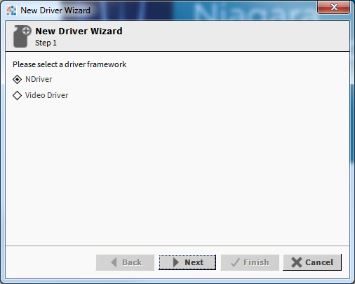 New Driver Wizard
Niagara
New Driver Wizard
Step 1
Please select a driver framework
NDriver
Video Driver
Back
Next
Finish
Cancel